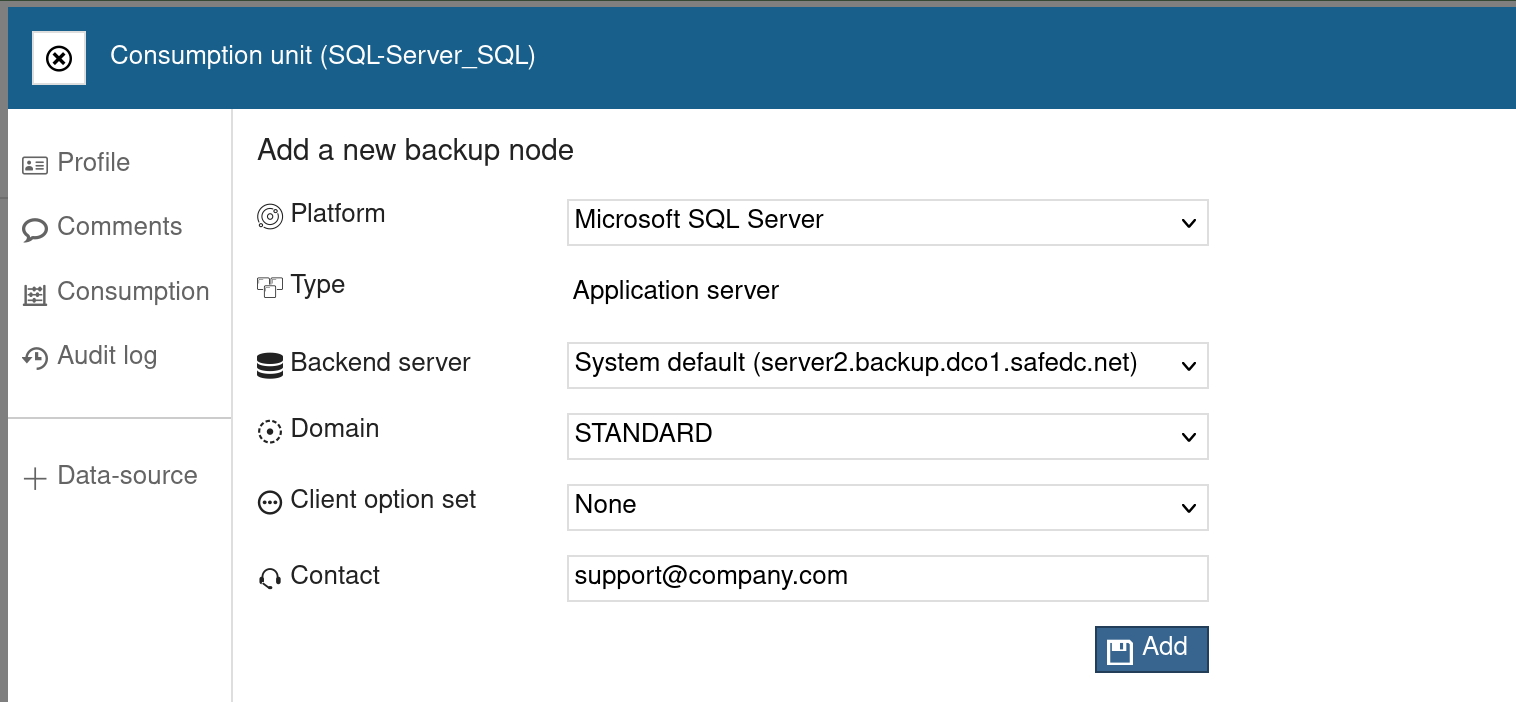 Consumption unit (SQL-Server_SQL)
Profile
Comments
Consumption
Audit log
Data-source
Add a new backup node
Platform
Microsoft SQL Server
Type
Application server
Backend server
System default (server2.backup.dco1.safedc.net)
Domain
STANDARD
Client option set
None
Contact
support@company.com
Add